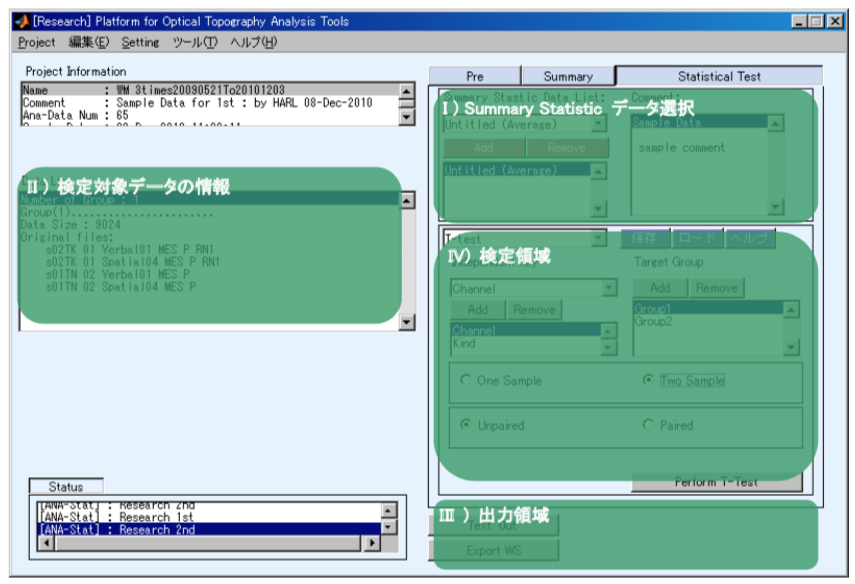 [Research] Platform for Optical Topography Analysis Tools
Project 編集(E) Setting ツール(T) ヘルプ(H)
Project Information
Name : WM 3times20090521To20101203
Comment : Sample Data for 1st : by HARL 08-Dec-2010
Ana-Data Num : 65
II) 検定対象データの情報
Number of Group : 1
Group(1)......................
Data Size : 9024
Original files:
s02TK 01 Verbal01 MES P RN1
s02TK 01 Spatial04 MES P RN1
s01TN 02 Verbal01 MES P
s01TN 02 Spatial04 MES P
Status
[ANA-Stat] : Research 2nd
[ANA-Stat] : Research 1st
[ANA-Stat] : Research 2nd
Pre Summary Statistical Test
Summary Stastic Data List: Comment:
I) Summary Statistic データ選択
Untitled (Average) Sample Data
Add Remove sample comment
Untitled (Average)
T-test 保存 ロード ヘルプ
IV) 検定領域
Target Group
Channel Add Remove
Add Remove Group1
Channel Group2
Kind
One Sample Two Sample
Unpaired Paired
Perform T-Test
III) 出力領域
Text Out
Export WS